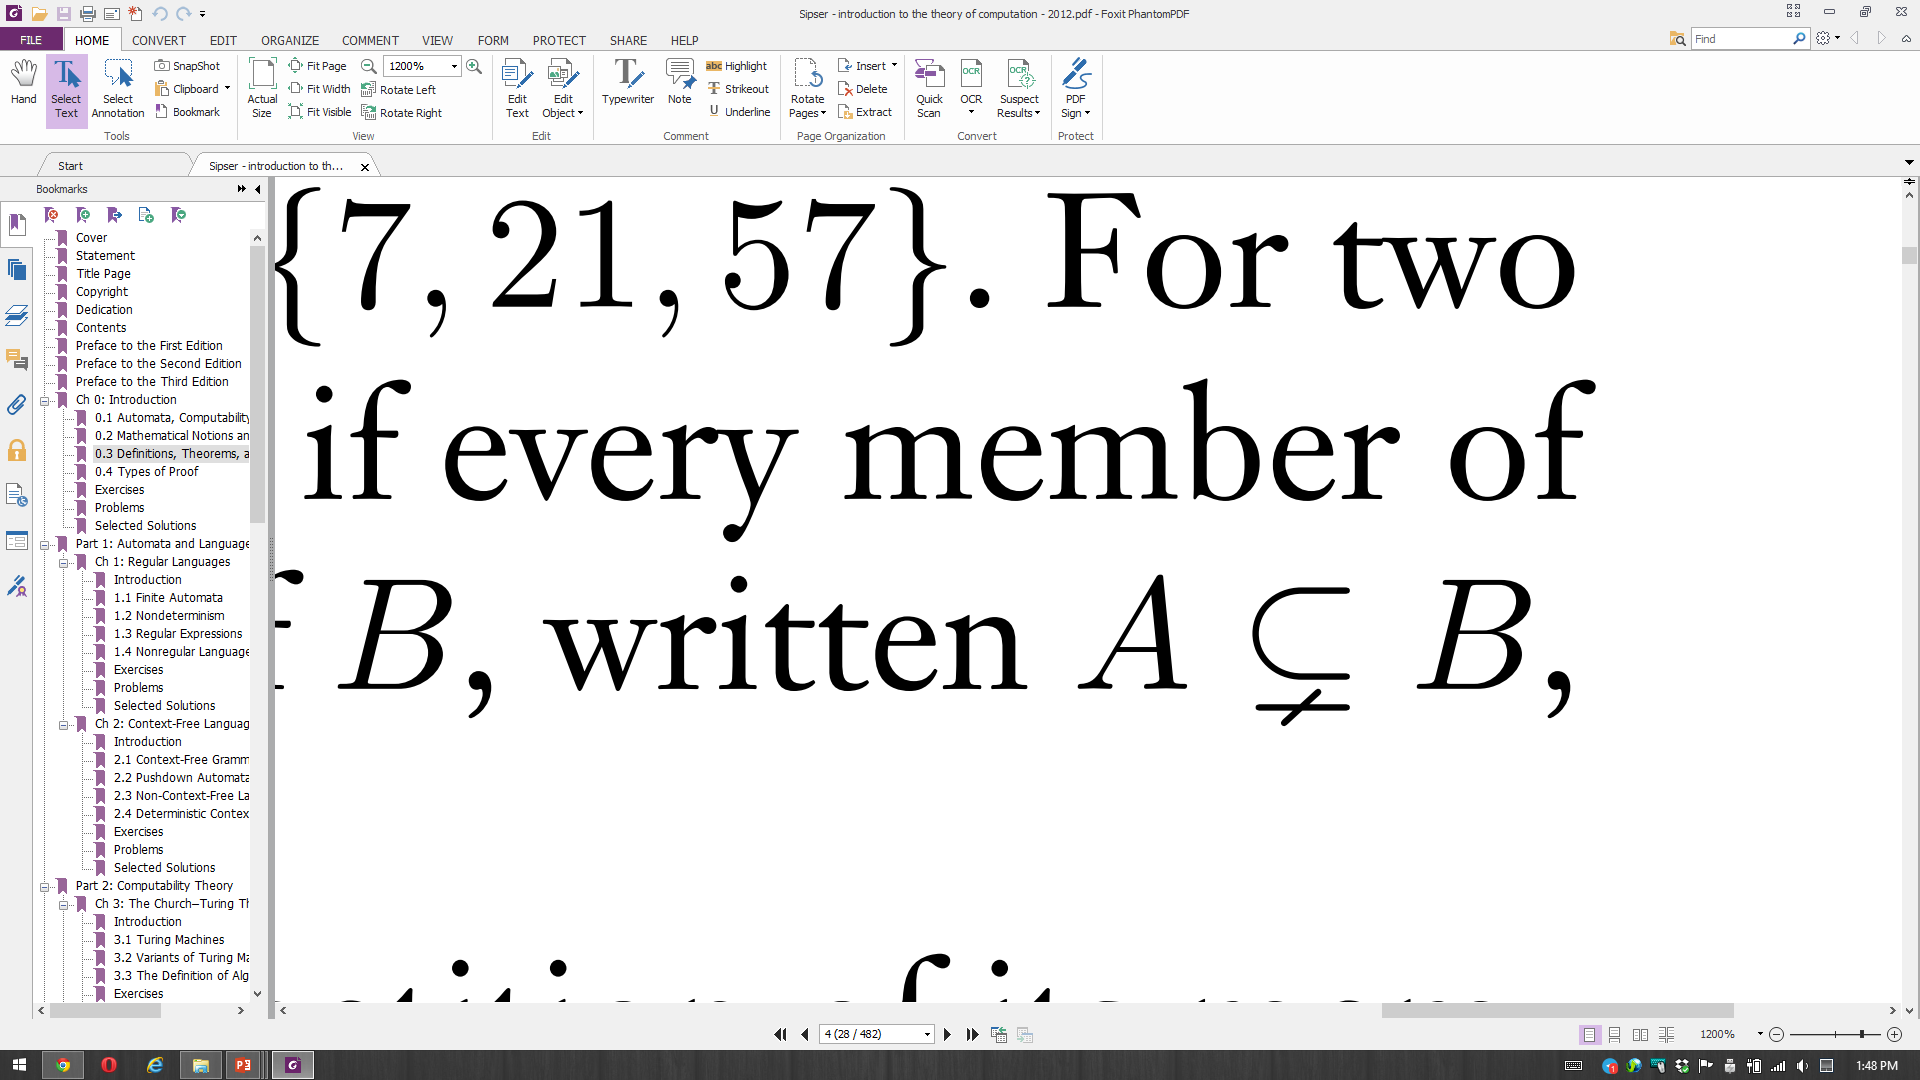 Sipser - introduction to the theory of computation - 2012.pdf - Foxit PhantomPDF
FILE HOME CONVERT EDIT ORGANIZE COMMENT VIEW FORM PROTECT SHARE HELP
Find
Hand
Select Text
Select Annotation
SnapShot
Clipboard
Bookmark
Tools
Actual Size
Fit Page
Fit Width
Fit Visible
1200%
Rotate Left
Rotate Right
View
Edit Text
Edit Object
Edit
Typewriter
Note
abc Highlight
Strikeout
Underline
Comment
Rotate Pages
Insert
Delete
Extract
Page Organization
Quick Scan
OCR
OCR
OCR
Suspect Results
Convert
PDF Sign
Protect
Start
Sipser - introduction to th...
Bookmarks
Cover
Statement
Title Page
Copyright
Dedication
Contents
Preface to the First Edition
Preface to the Second Edition
Preface to the Third Edition
Ch 0: Introduction
0.1 Automata, Computability
0.2 Mathematical Notions an
0.3 Definitions, Theorems, a
0.4 Types of Proof
Exercises
Problems
Selected Solutions
Part 1: Automata and Language
Ch 1: Regular Languages
Introduction
1.1 Finite Automata
1.2 Nondeterminism
1.3 Regular Expressions
1.4 Nonregular Language
Exercises
Problems
Selected Solutions
Ch 2: Context-Free Languag
Introduction
2.1 Context-Free Gramm
2.2 Pushdown Automata
2.3 Non-Context-Free La
2.4 Deterministic Contex
Exercises
Problems
Selected Solutions
Part 2: Computability Theory
Ch 3: The Church–Turing Th
Introduction
3.1 Turing Machines
3.2 Variants of Turing Ma
3.3 The Definition of Alg
Exercises
{7, 21, 57}. For two
if every member of
f B, written A ⊊ B,
4 (28 / 482)
1200%
1:48 PM